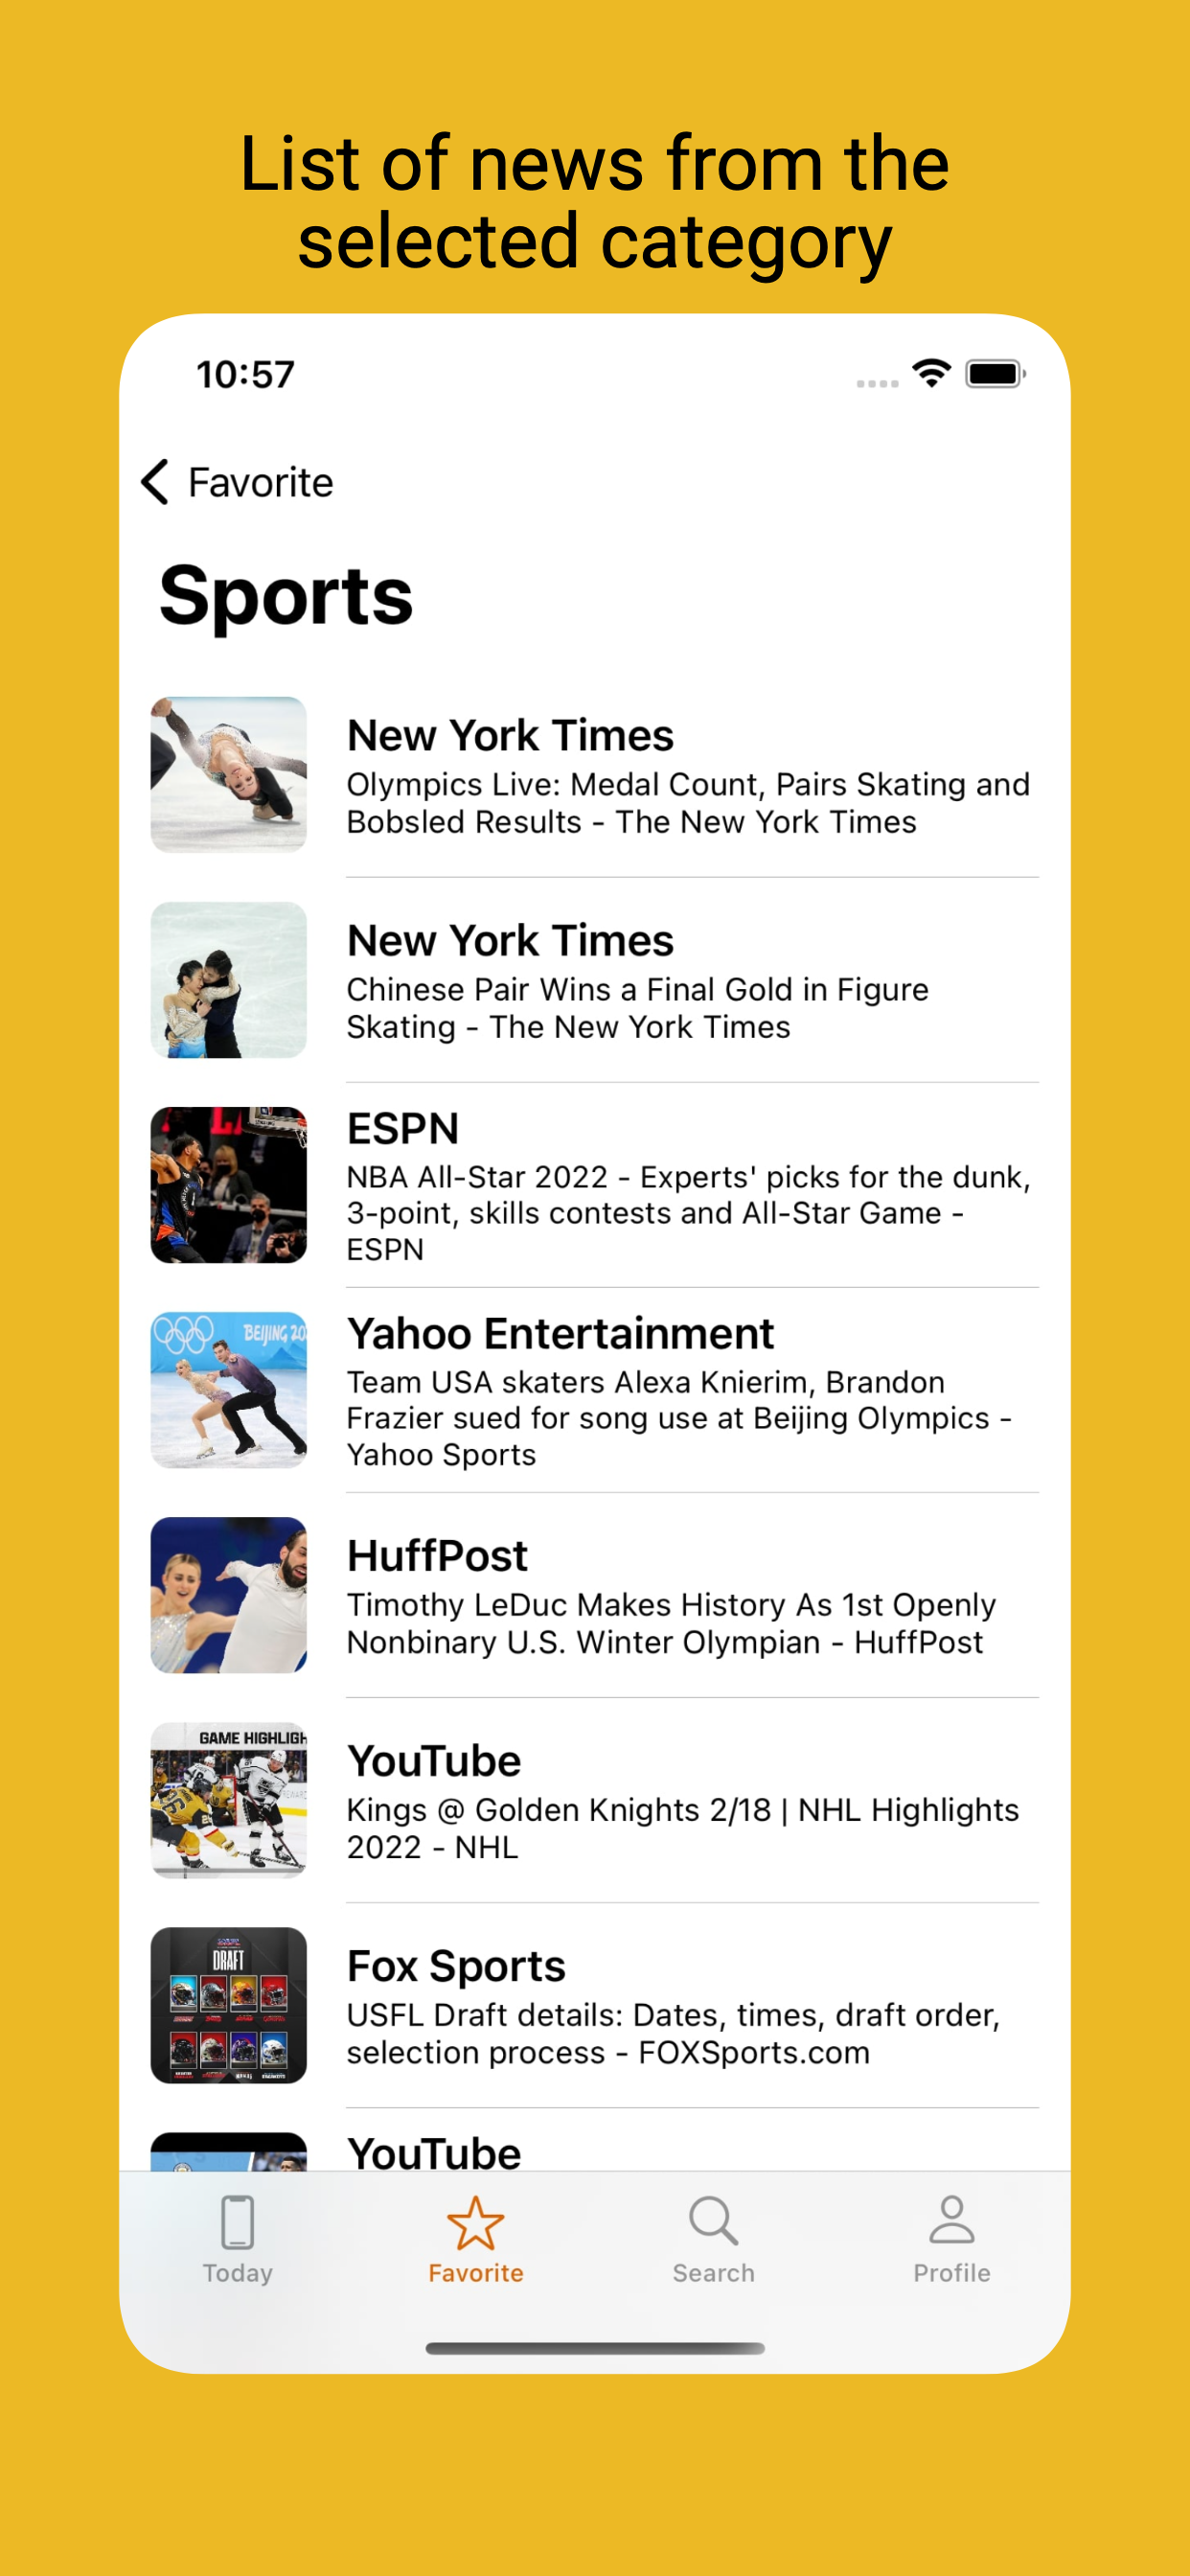 List of news from the
selected category
10:57
Favorite
Sports
New York Times
Olympics Live: Medal Count, Pairs Skating and
Bobsled Results - The New York Times
New York Times
Chinese Pair Wins a Final Gold in Figure
Skating - The New York Times
ESPN
NBA All-Star 2022 - Experts' picks for the dunk,
3-point, skills contests and All-Star Game -
ESPN
BEIJING 20
Yahoo Entertainment
Team USA skaters Alexa Knierim, Brandon
Frazier sued for song use at Beijing Olympics -
Yahoo Sports
HuffPost
Timothy LeDuc Makes History As 1st Openly
Nonbinary U.S. Winter Olympian - HuffPost
GAME HIGHLIGH
YouTube
Kings @ Golden Knights 2/18 | NHL Highlights
2022 - NHL
DRAFT
Fox Sports
USFL Draft details: Dates, times, draft order,
selection process - FOXSports.com
YouTube
Today
Favorite
Search
Profile